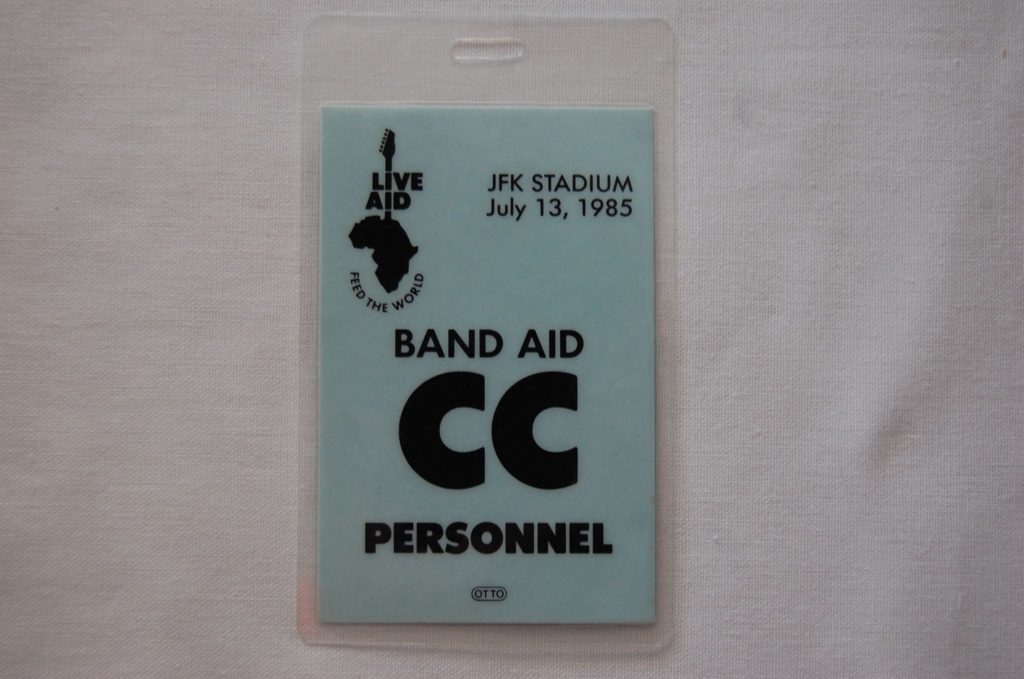 LIVE
AID
FEED THE WORLD
JFK STADIUM
July 13, 1985
BAND AID
CC
PERSONNEL
OTTO